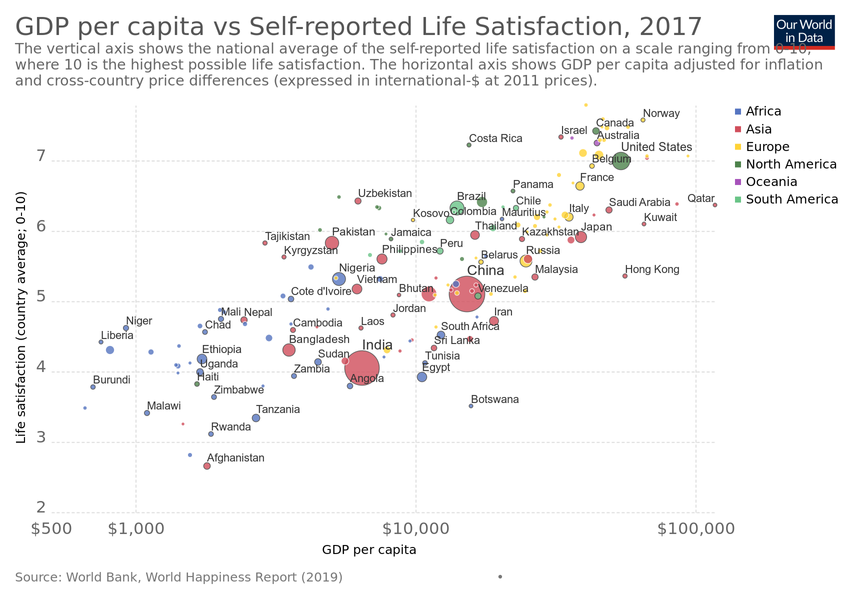 GDP per capita vs Self-reported Life Satisfaction, 2017
Our World
in Data
The vertical axis shows the national average of the self-reported life satisfaction on a scale ranging from 0-10,
where 10 is the highest possible life satisfaction. The horizontal axis shows GDP per capita adjusted for inflation
and cross-country price differences (expressed in international-$ at 2011 prices).
Africa
Asia
Europe
North America
Oceania
South America
Life satisfaction (country average; 0-10)
7
6
5
4
3
2
Norway
Canada
Israel
Australia
Costa Rica
United States
Belgium
France
Panama
Uzbekistan
Brazil
Chile
Saudi Arabia
Qatar
Kosovo
Colombia
Mauritius
Italy
Kuwait
Tajikistan
Pakistan
Jamaica
Thailand
Kazakhstan
Japan
Kyrgyzstan
Philippines
Peru
Belarus
Russia
Nigeria
China
Malaysia
Hong Kong
Vietnam
Cote d'Ivoire
Bhutan
Venezuela
Mali
Nepal
Jordan
Iran
Niger
Chad
Cambodia
Laos
South Africa
Liberia
Bangladesh
India
Sri Lanka
Ethiopia
Sudan
Tunisia
Uganda
Zambia
Egypt
Burundi
Haiti
Angola
Zimbabwe
Malawi
Tanzania
Botswana
Rwanda
Afghanistan
$500
$1,000
$10,000
$100,000
GDP per capita
Source: World Bank, World Happiness Report (2019)